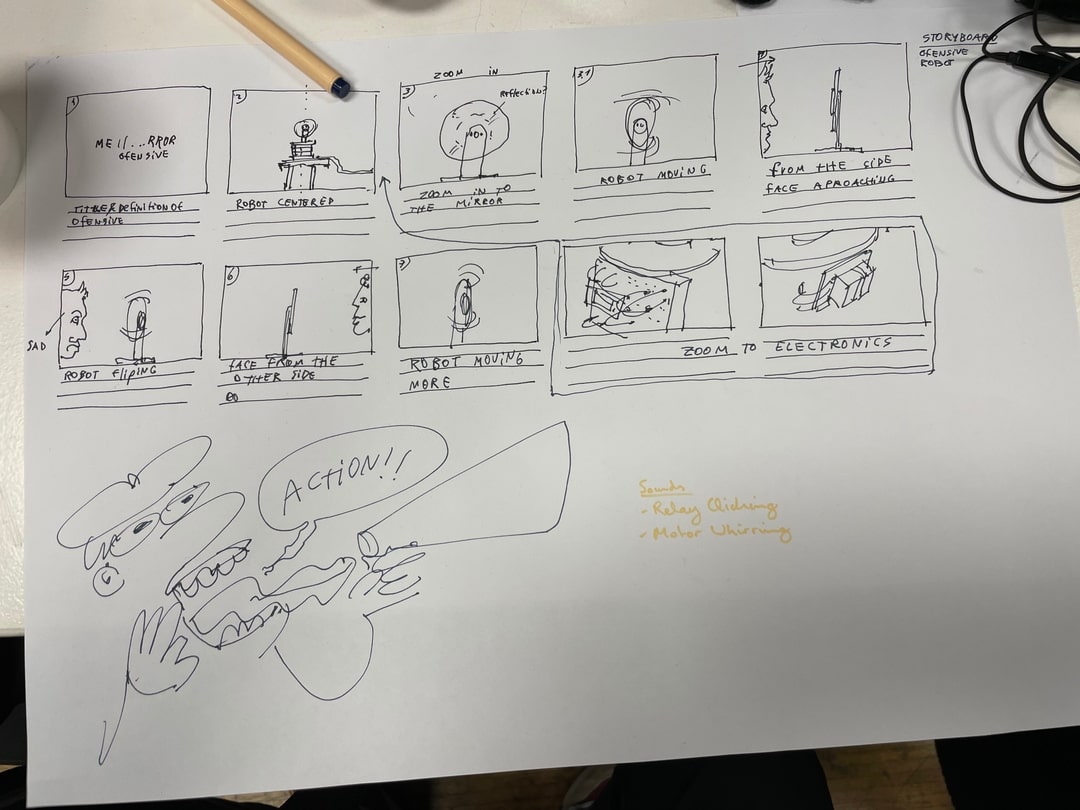 STORYBOARD
OFENSIVE
ROBOT
1)
ME //...RROR
OFENSIVE
TITLE & DEFINITION OF
OFENSIVE
2
ROBOT CENTERED
ZOOM IN
3
REFLECTION?
ZOOM IN TO
THE MIRROR
3,1
ROBOT MOVING
FROM THE SIDE
FACE APROACHING
5
SAD
ROBOT FLIPING
6
FACE FROM THE
OTHER SIDE
7
ROBOT MOVING
MORE
ZOOM TO ELECTRONICS
ACTION!!
Sounds
- Relay Clicking
- Motor Whirring